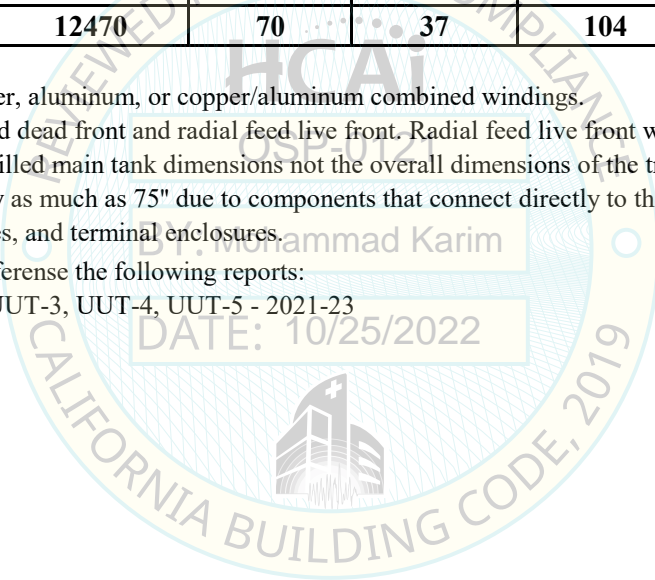 12470 70 37 104
er, aluminum, or copper/aluminum combined windings.
d dead front and radial feed live front. Radial feed live front w
illed main tank dimensions not the overall dimensions of the tr
y as much as 75" due to components that connect directly to th
es, and terminal enclosures.
ferense the following reports:
UUT-3, UUT-4, UUT-5 - 2021-23
HCAi
OSP-0121
BY: Mohammad Karim
DATE: 10/25/2022
REVIEWED
COMPLIANCE
CALIFORNIA BUILDING CODE, 2019